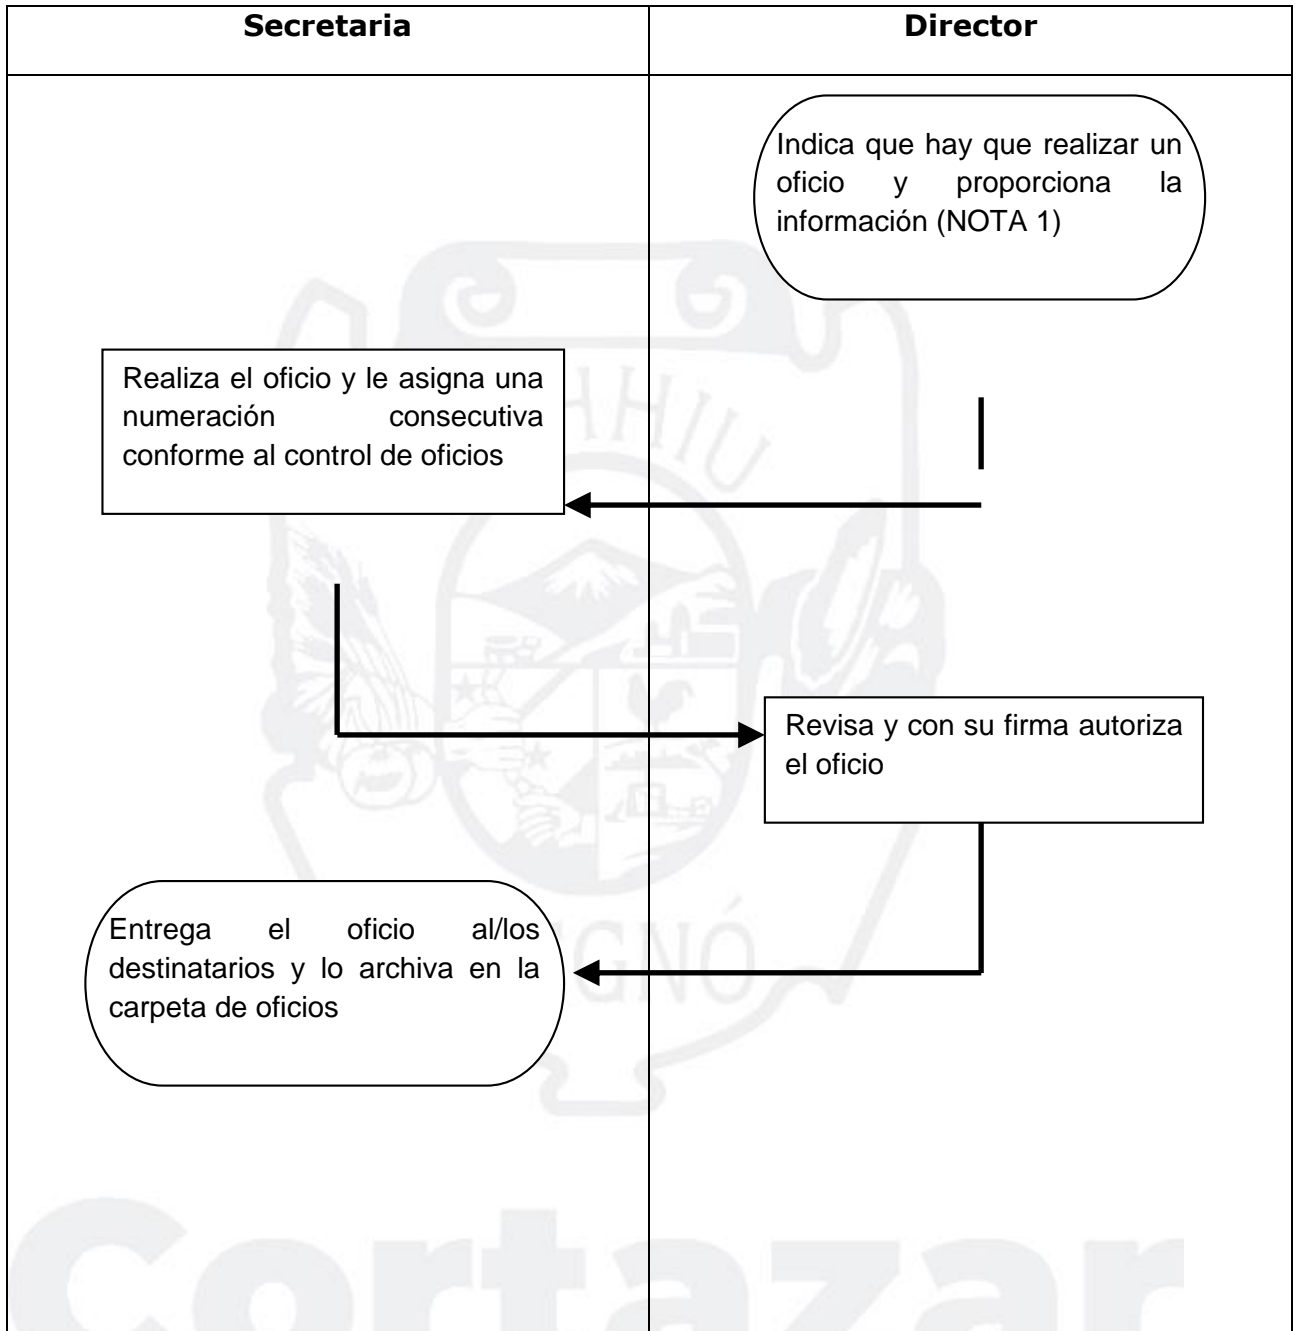 Secretaria
Director
Indica que hay que realizar un
oficio y proporciona la
información (NOTA 1)
Realiza el oficio y le asigna una
numeración consecutiva
conforme al control de oficios
Revisa y con su firma autoriza
el oficio
Entrega el oficio al/los
destinatarios y lo archiva en la
carpeta de oficios
Cortazar